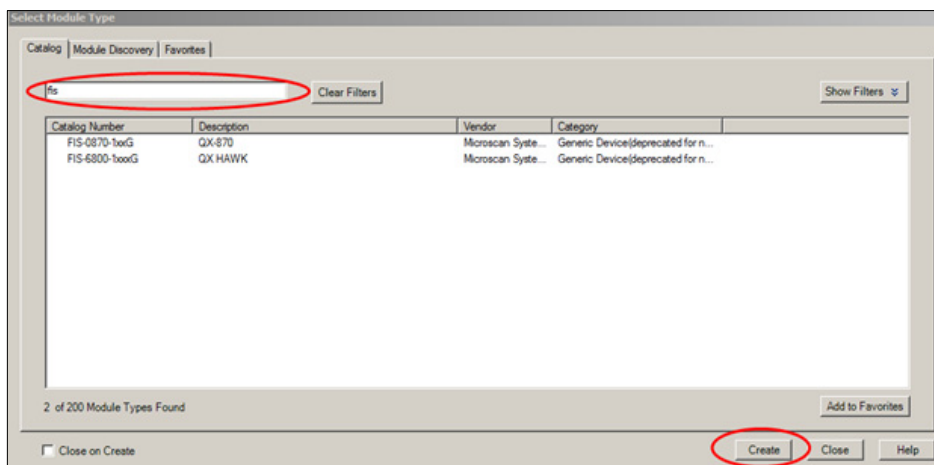 Select Module Type
Catalog Module Discovery Favorites
fis Clear Filters Show Filters
Catalog Number Description Vendor Category
FIS-0870-1xxG QX-870 Microscan Syste... Generic Device(deprecated for n...
FIS-6800-1xxxG QX HAWK Microscan Syste... Generic Device(deprecated for n...
2 of 200 Module Types Found Add to Favorites
Close on Create Create Close Help